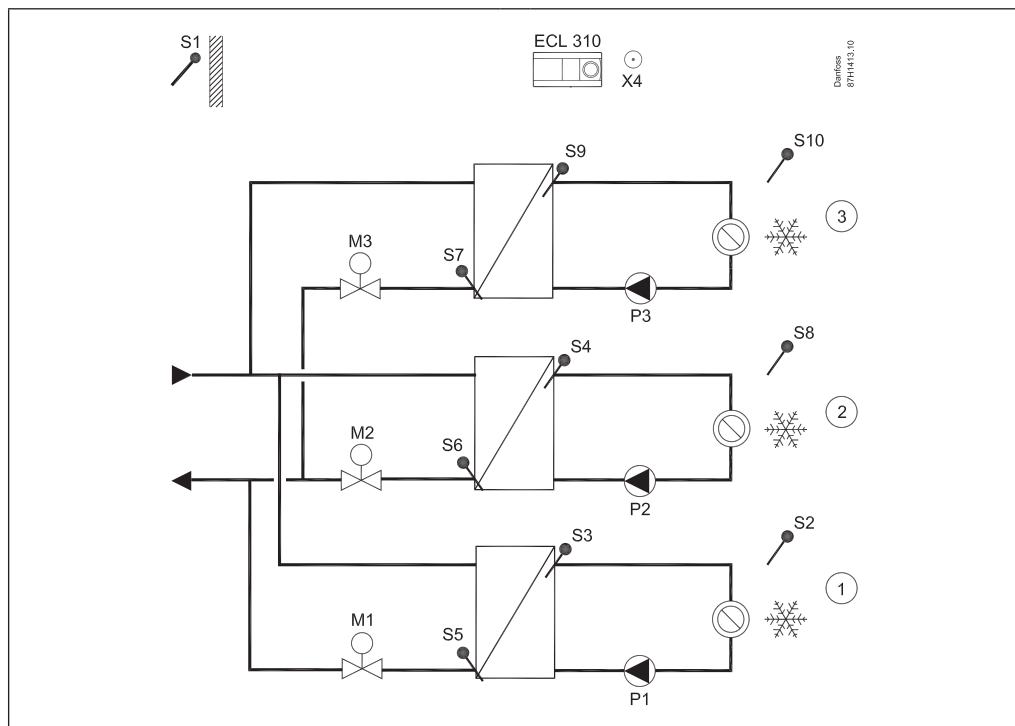 S1
ECL 310
X4
Danfoss
87H1413.10
S10
S9
3
M3
S7
P3
S8
S4
2
M2
S6
P2
S2
S3
1
M1
S5
P1